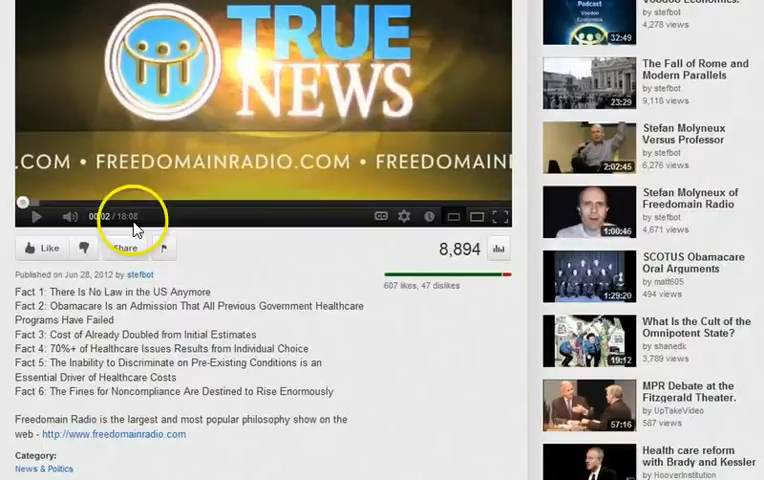 TRUE
NEWS
.COM • FREEDOMAINRADIO.COM • FREEDOMAINI
00:02 / 18:08
CC
Like
Share
8,894
Published on Jun 28, 2012 by stefbot
607 likes, 47 dislikes
Fact 1: There Is No Law in the US Anymore
Fact 2: Obamacare Is an Admission That All Previous Government Healthcare
Programs Have Failed
Fact 3: Cost of Already Doubled from Initial Estimates
Fact 4: 70%+ of Healthcare Issues Results from Individual Choice
Fact 5: The Inability to Discriminate on Pre-Existing Conditions is an
Essential Driver of Healthcare Costs
Fact 6: The Fines for Noncompliance Are Destined to Rise Enormously
Freedomain Radio is the largest and most popular philosophy show on the
web - http://www.freedomainradio.com
Category:
News & Politics
Podcast
Voodoo
Economics
Voodoo Economics.
by stefbot
4,278 views
32:49
The Fall of Rome and
Modern Parallels
by stefbot
9,116 views
23:29
Stefan Molyneux
Versus Professor
by stefbot
6,276 views
2:02:45
Stefan Molyneux of
Freedomain Radio
by stefbot
4,671 views
1:00:46
SCOTUS Obamacare
Oral Arguments
by matt605
494 views
1:29:20
What Is the Cult of the
Omnipotent State?
by shanedk
3,789 views
19:12
MPR Debate at the
Fitzgerald Theater.
by UpTakeVideo
587 views
57:16
Health care reform
with Brady and Kessler
by HooverInstitution